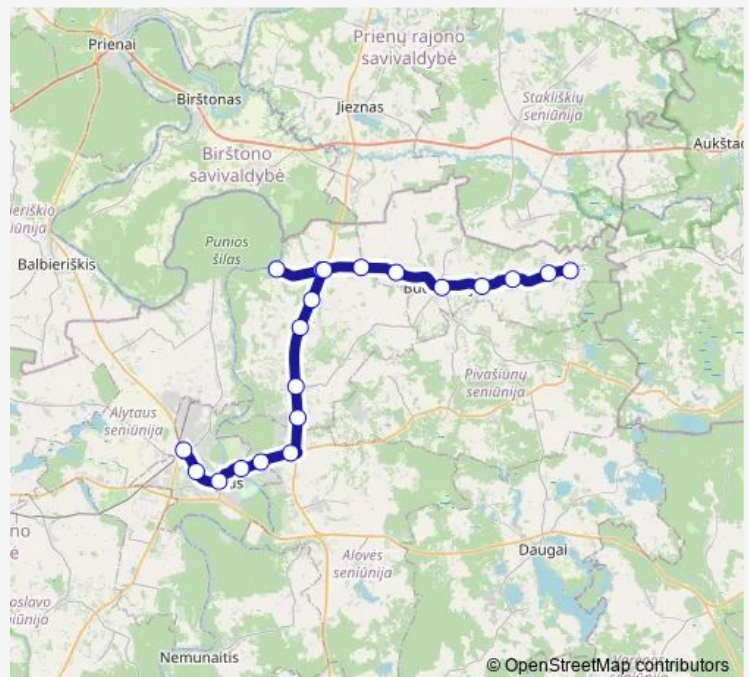 Prienai
Prienų rajono
savivaldybė
Birštonas
Jieznas
Stakliškių
seniūnija
Birštono
savivaldybė
Punios
šilas
Balbieriškis
Pivašiūnų
seniūnija
Alytaus
seniūnija
Daugai
Alovės
seniūnija
Nemunaitis
© OpenStreetMap contributors